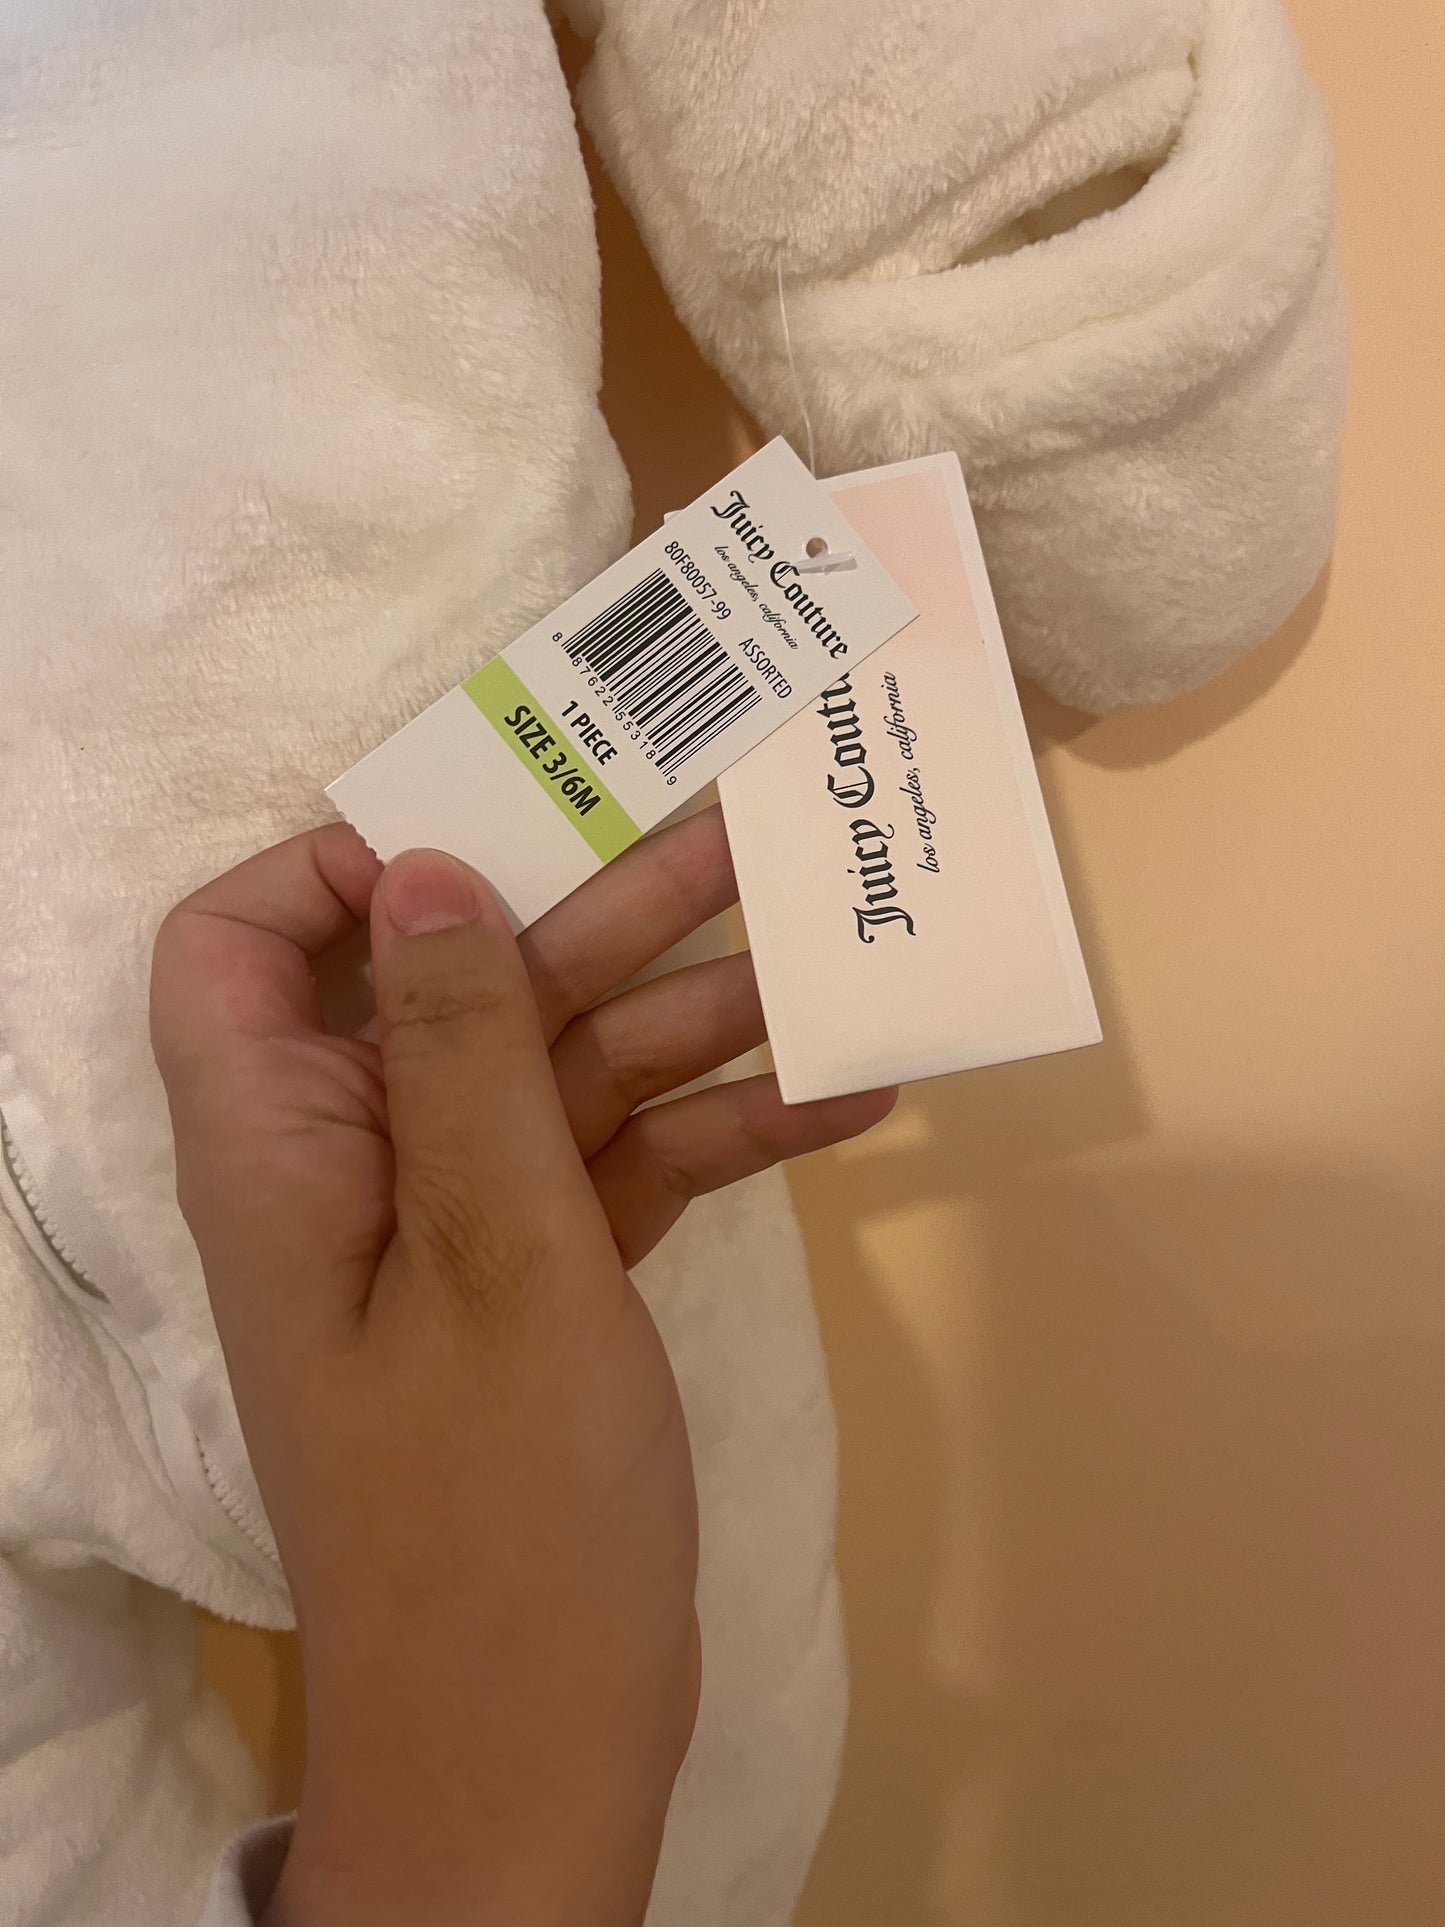 Juicy Couture
los angeles, california
80F80057-99 ASSORTED
8 87622 55318 9
1 PIECE
SIZE 3/6M
Juicy Coutu
los angeles, california